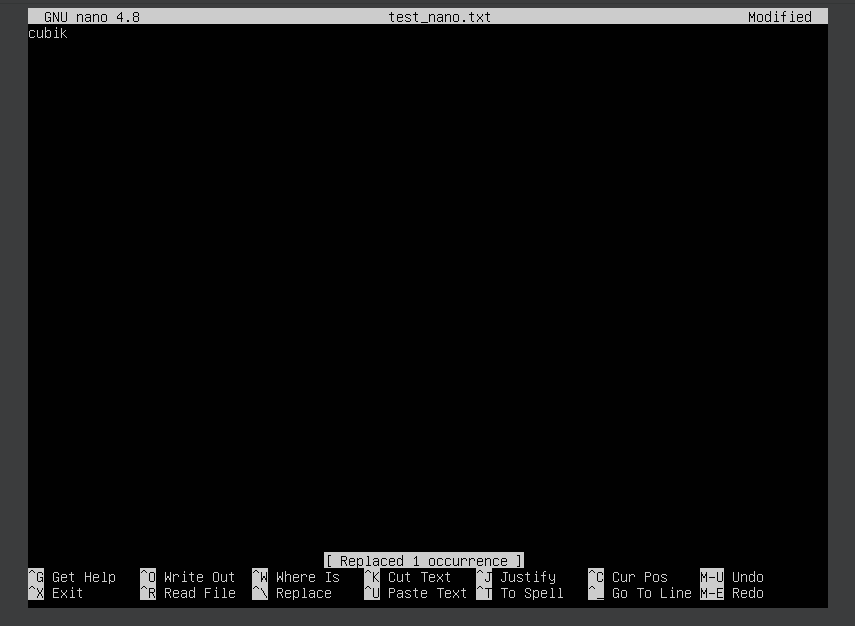 GNU nano 4.8 test_nano.txt Modified
cubik
[ Replaced 1 occurrence ]
^G Get Help ^O Write Out ^W Where Is ^K Cut Text ^J Justify ^C Cur Pos M-U Undo
^X Exit ^R Read File ^\ Replace ^U Paste Text ^T To Spell ^_ Go To Line M-E Redo